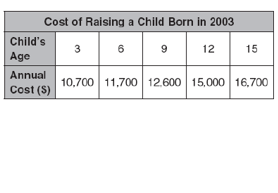 Cost of Raising a Child Born in 2003
Child's Age 3 6 9 12 15
Annual Cost ($) 10,700 11,700 12,600 15,000 16,700